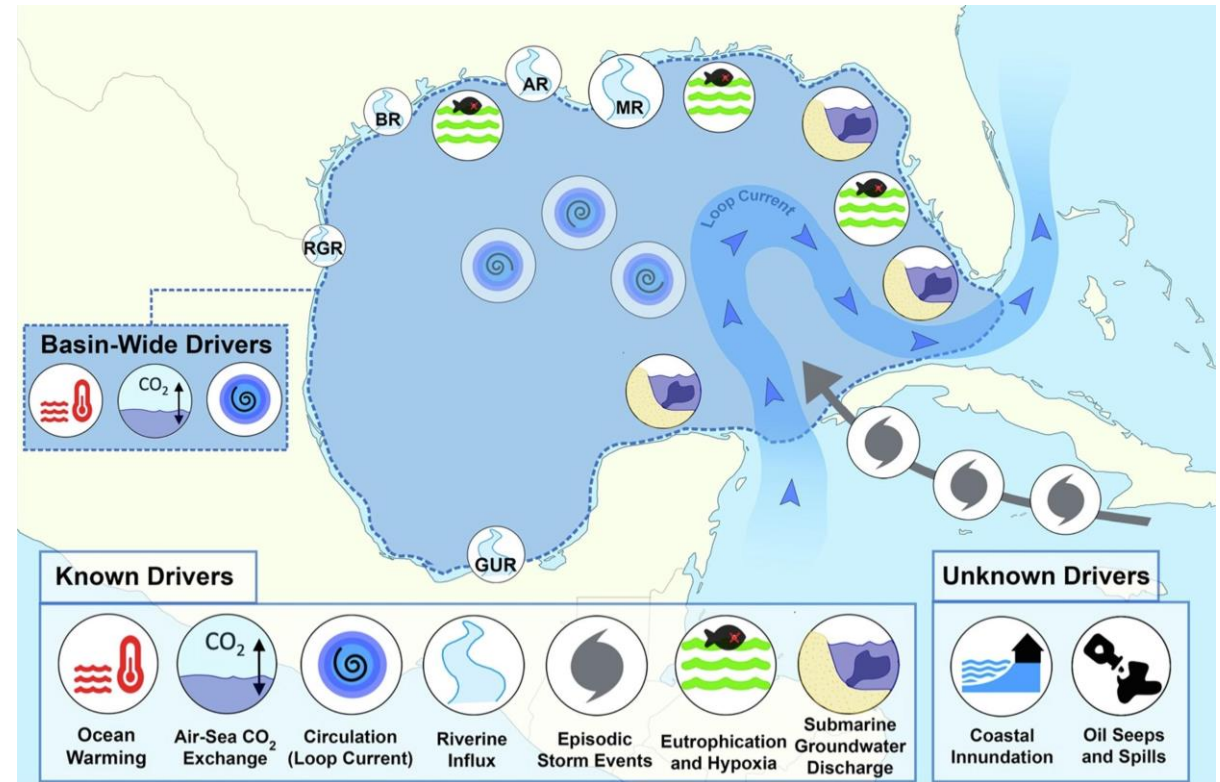 AR
MR
BR
Loop Current
RGR
Basin-Wide Drivers
CO₂
GUR
Known Drivers
CO₂
Ocean
Warming
Air-Sea CO₂
Exchange
Circulation
(Loop Current)
Riverine
Influx
Episodic
Storm Events
Eutrophication
and Hypoxia
Submarine
Groundwater
Discharge
Unknown Drivers
Coastal
Innundation
Oil Seeps
and Spills